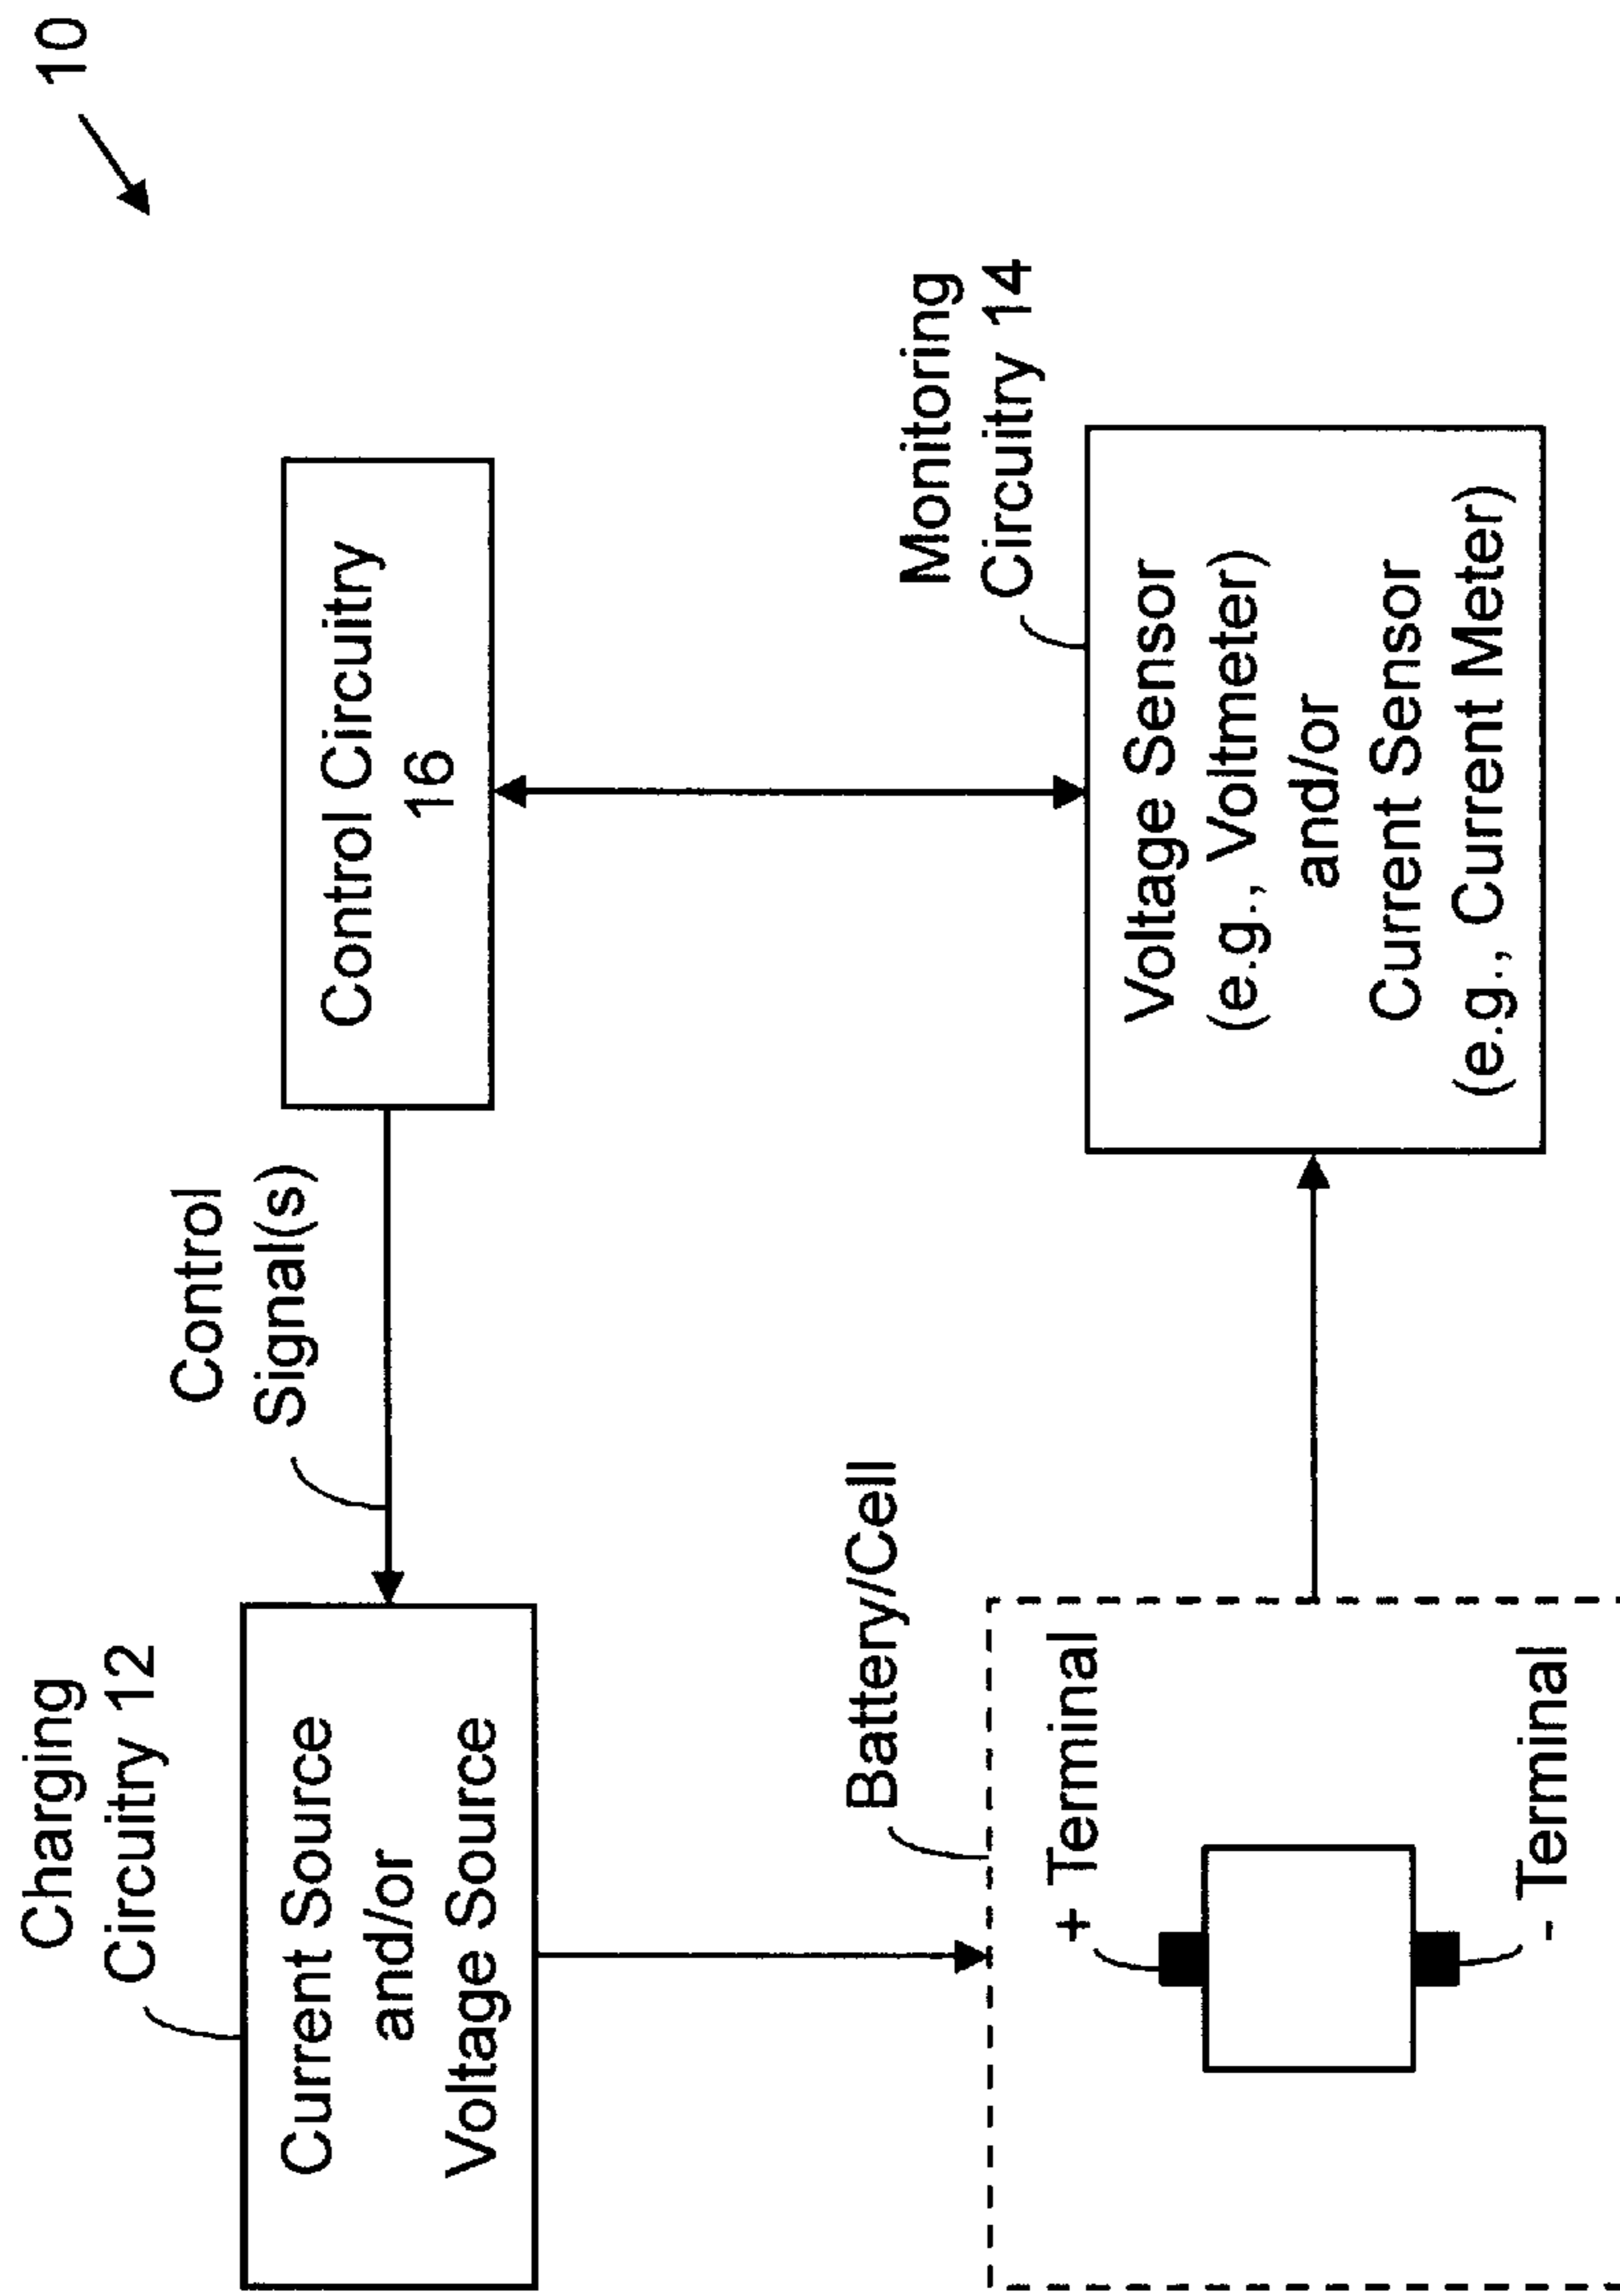 Charging
Circuitry 12
10
Control
Signal(s)
Current Source
and/or
Voltage Source
Control Circuitry
16
Battery/Cell
Monitoring
Circuitry 14
+ Terminal
- Terminal
Voltage Sensor
(e.g., Voltmeter)
and/or
Current Sensor
(e.g., Current Meter)